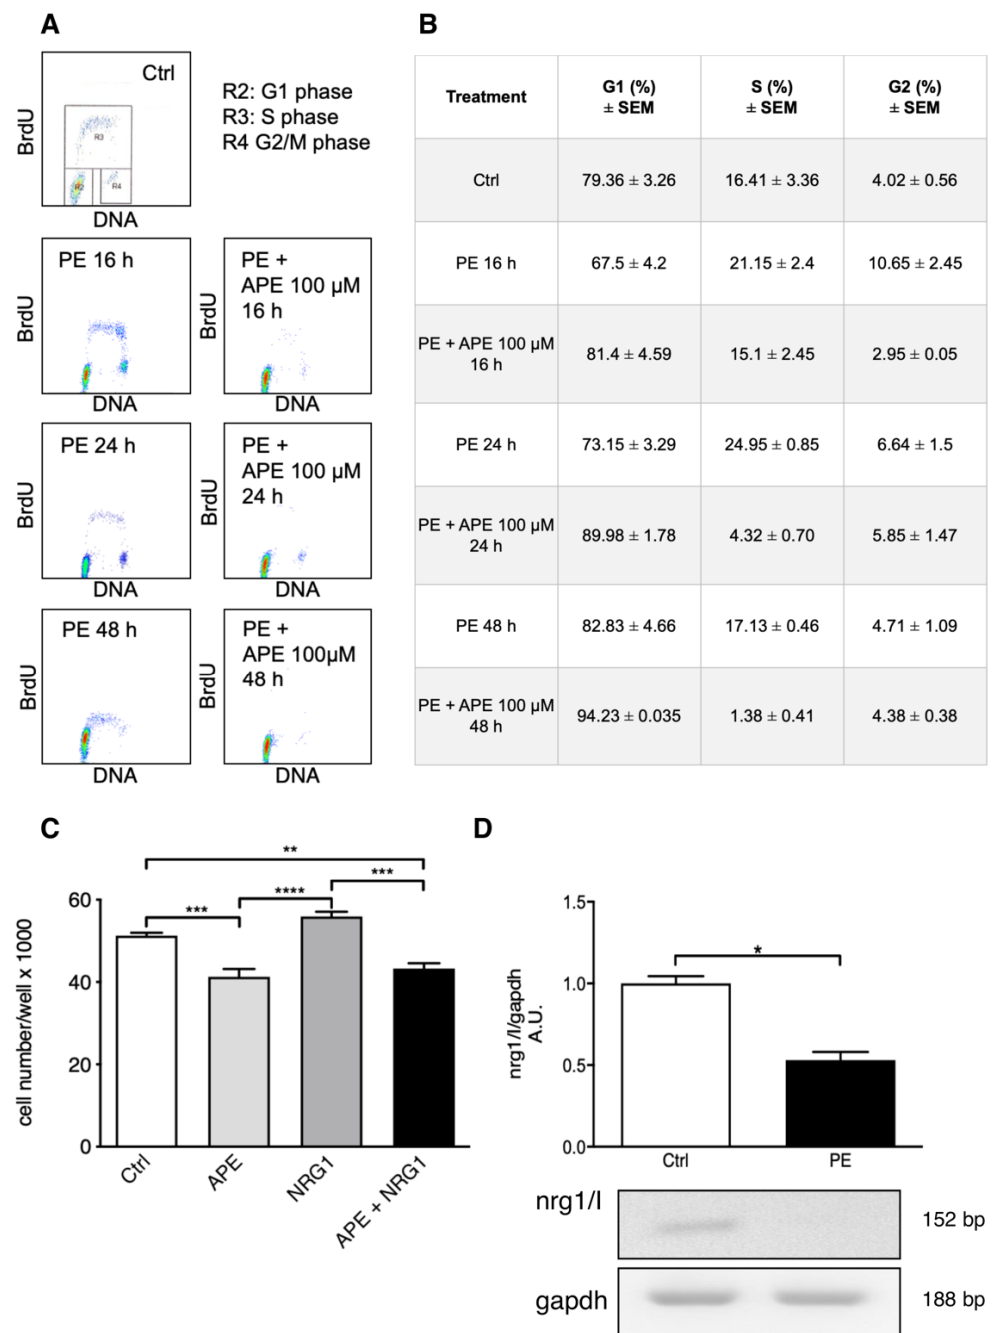 A
Ctrl
BrdU
R3
R2
R4
DNA
R2: G1 phase
R3: S phase
R4 G2/M phase
PE 16 h
BrdU
DNA
PE +
APE 100 µM
16 h
BrdU
DNA
PE 24 h
BrdU
DNA
PE +
APE 100 µM
24 h
BrdU
DNA
PE 48 h
BrdU
DNA
PE +
APE 100µM
48 h
BrdU
DNA
B
Treatment G1 (%) ± SEM S (%) ± SEM G2 (%) ± SEM
Ctrl 79.36 ± 3.26 16.41 ± 3.36 4.02 ± 0.56
PE 16 h 67.5 ± 4.2 21.15 ± 2.4 10.65 ± 2.45
PE + APE 100 µM 16 h 81.4 ± 4.59 15.1 ± 2.45 2.95 ± 0.05
PE 24 h 73.15 ± 3.29 24.95 ± 0.85 6.64 ± 1.5
PE + APE 100 µM 24 h 89.98 ± 1.78 4.32 ± 0.70 5.85 ± 1.47
PE 48 h 82.83 ± 4.66 17.13 ± 0.46 4.71 ± 1.09
PE + APE 100 µM 48 h 94.23 ± 0.035 1.38 ± 0.41 4.38 ± 0.38
C
**
***
****
***
60
40
20
0
cell number/well x 1000
Ctrl
APE
NRG1
APE + NRG1
D
*
1.5
1.0
0.5
0.0
nrg1/I/gapdh
A.U.
Ctrl
PE
nrg1/I
152 bp
gapdh
188 bp